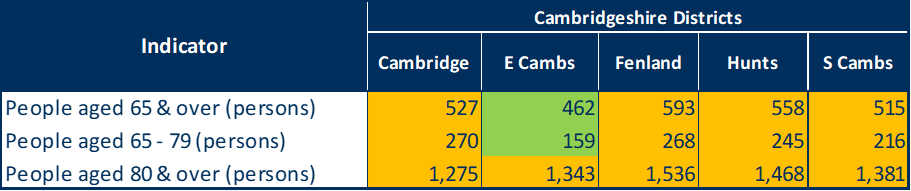 Indicator Cambridgeshire Districts
Cambridge E Cambs Fenland Hunts S Cambs
People aged 65 & over (persons) 527 462 593 558 515
People aged 65 - 79 (persons) 270 159 268 245 216
People aged 80 & over (persons) 1,275 1,343 1,536 1,468 1,381